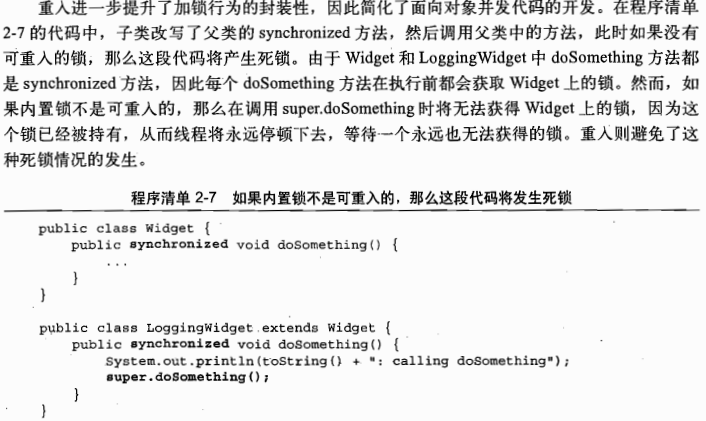 重入进一步提升了加锁行为的封装性，因此简化了面向对象并发代码的开发。在程序清单
2-7 的代码中，子类改写了父类的 synchronized 方法，然后调用父类中的方法，此时如果没有
可重入的锁，那么这段代码将产生死锁。由于 Widget 和 LoggingWidget 中 doSomething 方法都
是 synchronized 方法，因此每个 doSomething 方法在执行前都会获取 Widget 上的锁。然而，如
果内置锁不是可重入的，那么在调用 super.doSomething 时将无法获得 Widget 上的锁，因为这
个锁已经被持有，从而线程将永远停顿下去，等待一个永远也无法获得的锁。重入则避免了这
种死锁情况的发生。
程序清单 2-7 如果内置锁不是可重入的，那么这段代码将发生死锁
public class Widget {
public synchronized void doSomething() {
...
}
}
public class LoggingWidget extends Widget {
public synchronized void doSomething() {
System.out.println(toString() + ": calling doSomething");
super.doSomething();
}
}